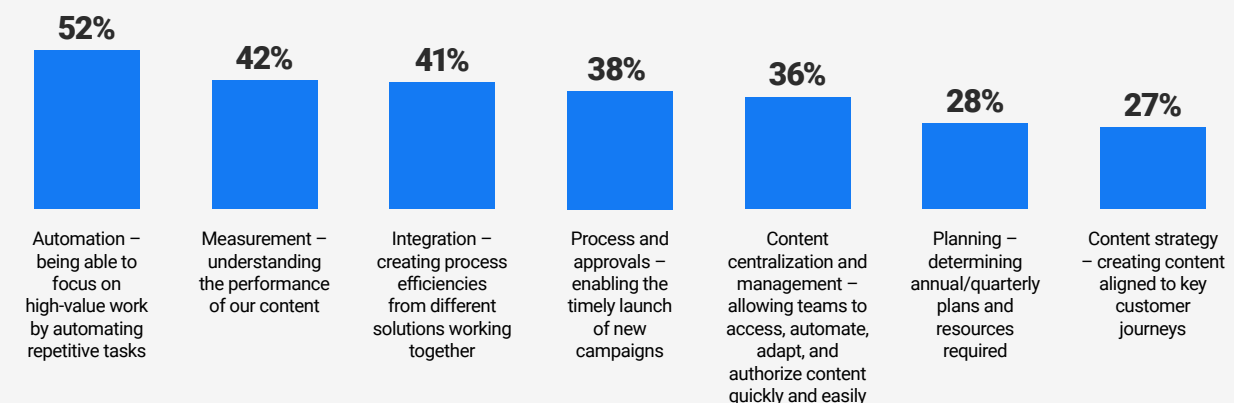 52%
42%
41%
38%
36%
28%
27%
Automation –
being able to
focus on
high-value work
by automating
repetitive tasks
Measurement –
understanding
the performance
of our content
Integration –
creating process
efficiencies
from different
solutions working
together
Process and
approvals –
enabling the
timely launch
of new
campaigns
Content
centralization and
management –
allowing teams to
access, automate,
adapt, and
authorize content
quickly and easily
Planning –
determining
annual/quarterly
plans and
resources
required
Content strategy
– creating content
aligned to key
customer
journeys